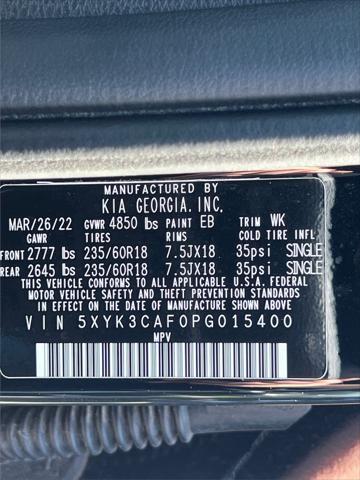 MANUFACTURED BY
KIA GEORGIA, INC.
MAR/26/22 GVWR 4850 lbs PAINT EB TRIM WK
GAWR TIRES RIMS COLD TIRE INFL
FRONT 2777 lbs 235/60R18 7.5JX18 35psi SINGLE
REAR 2645 lbs 235/60R18 7.5JX18 35psi SINGLE
THIS VEHICLE CONFORMS TO ALL APPLICABLE U.S.A. FEDERAL
MOTOR VEHICLE SAFETY, BUMPER, AND THEFT PREVENTION
STANDARDS IN EFFECT ON THE DATE OF MANUFACTURE SHOWN ABOVE.
VIN 5XYK3CAF0PG015400
MPV